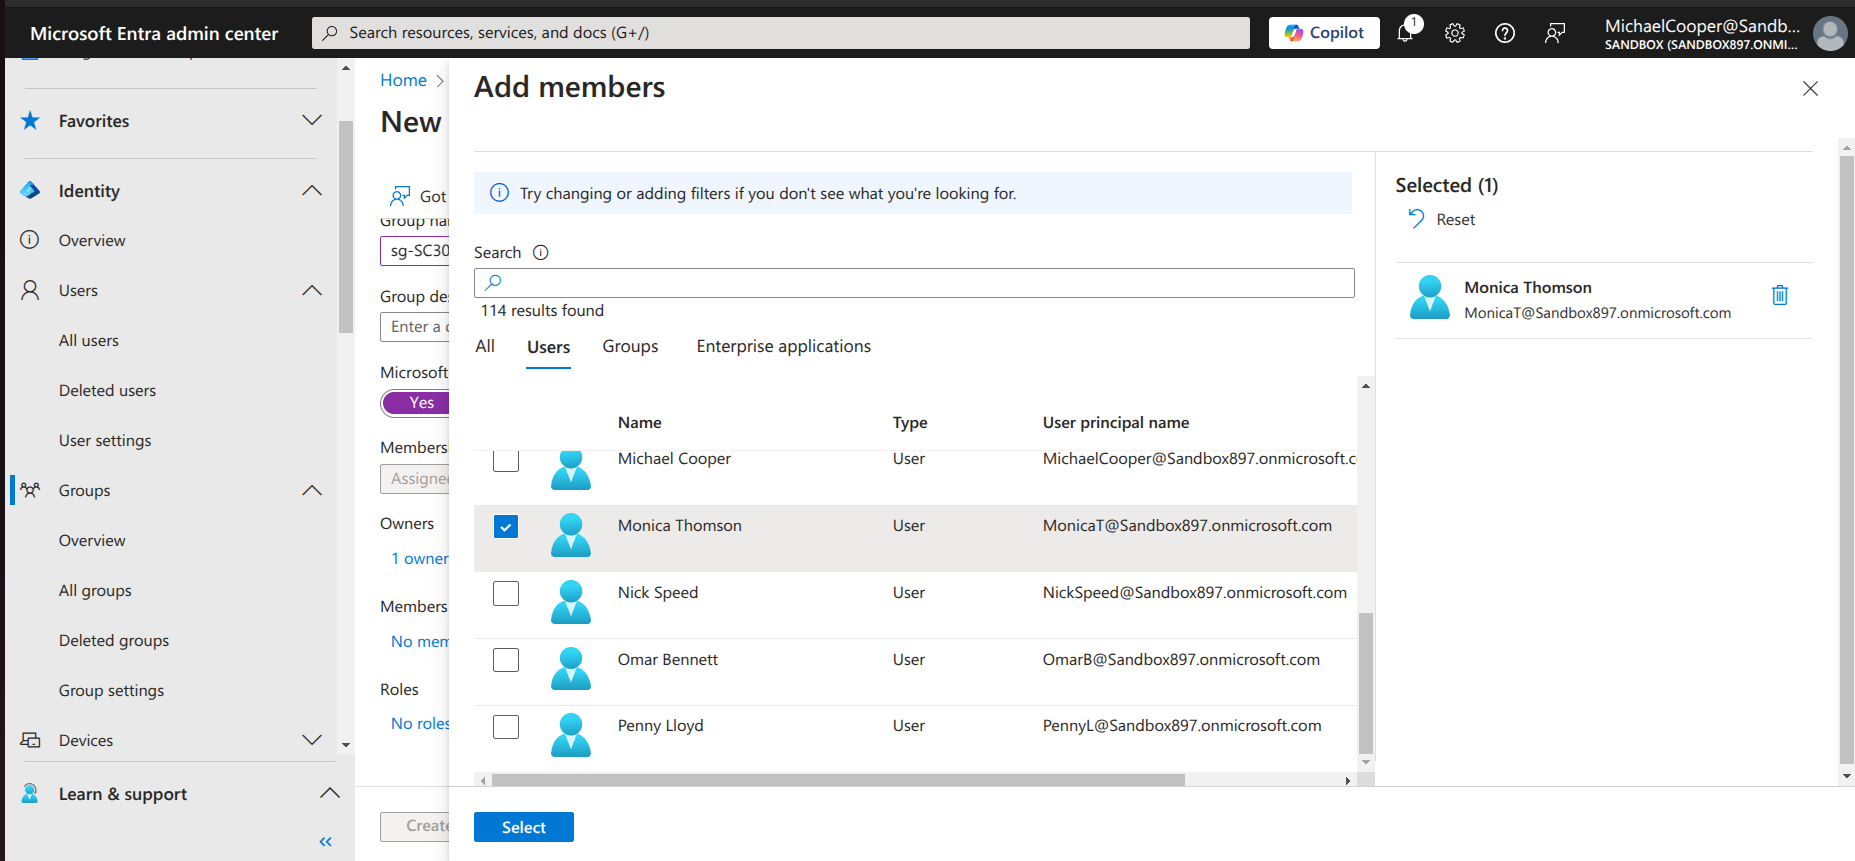 Microsoft Entra admin center
Search resources, services, and docs (G+/)
Copilot
1
MichaelCooper@Sandb...
SANDBOX (SANDBOX897.ONMI...
Favorites
Identity
Overview
Users
All users
Deleted users
User settings
Groups
Overview
All groups
Deleted groups
Group settings
Devices
Learn & support
Home
New
Got
Group
sg-SC30
Group
Enter a
Microsoft
Yes
Assigned
Owners
1 owner
Members
No
Roles
No roles
Create
Add members
Try changing or adding filters if you don't see what you're looking for.
Search
114 results found
All Users Groups Enterprise applications
Name Type User principal name
Michael Cooper User MichaelCooper@Sandbox897.onmicrosoft.c
Monica Thomson User MonicaT@Sandbox897.onmicrosoft.com
Nick Speed User NickSpeed@Sandbox897.onmicrosoft.com
Omar Bennett User OmarB@Sandbox897.onmicrosoft.com
Penny Lloyd User PennyL@Sandbox897.onmicrosoft.com
Select
Selected (1)
Reset
Monica Thomson
MonicaT@Sandbox897.onmicrosoft.com